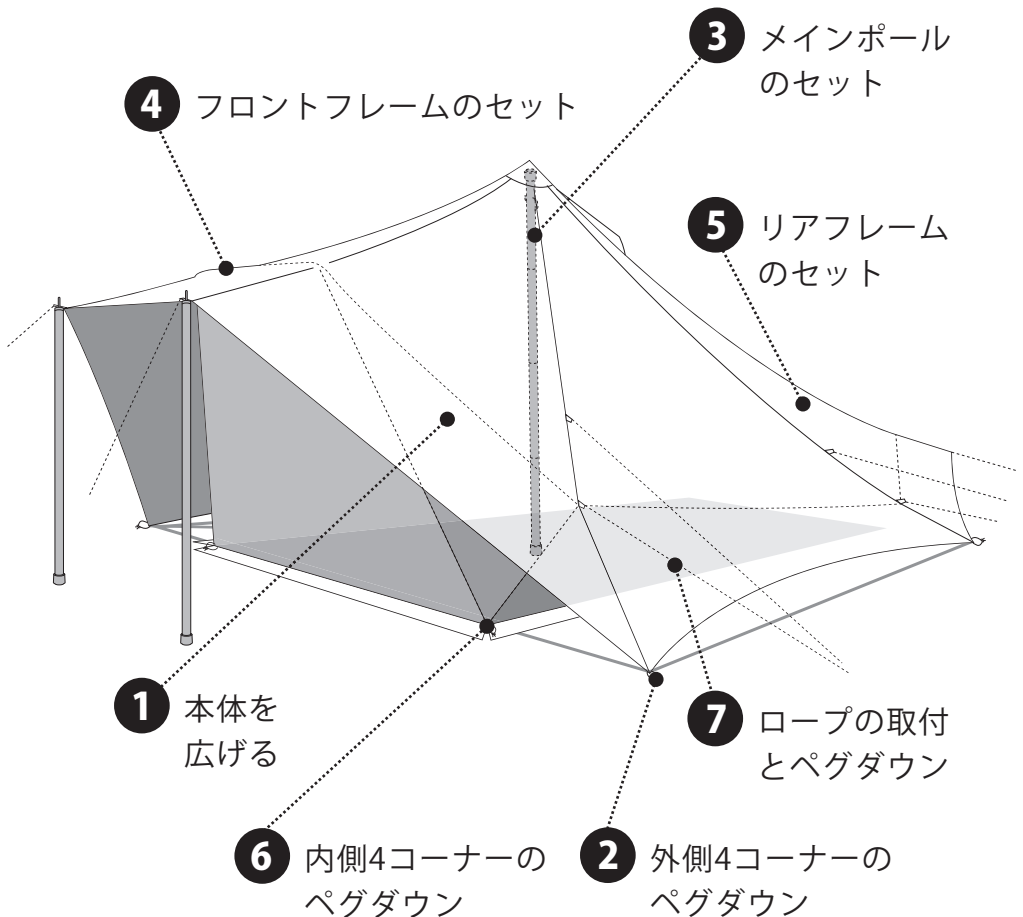 3 メインポール
のセット
4 フロントフレームのセット
5 リアフレーム
のセット
1 本体を
広げる
7 ロープの取付
とペグダウン
6 内側4コーナーの
ペグダウン
2 外側4コーナーの
ペグダウン